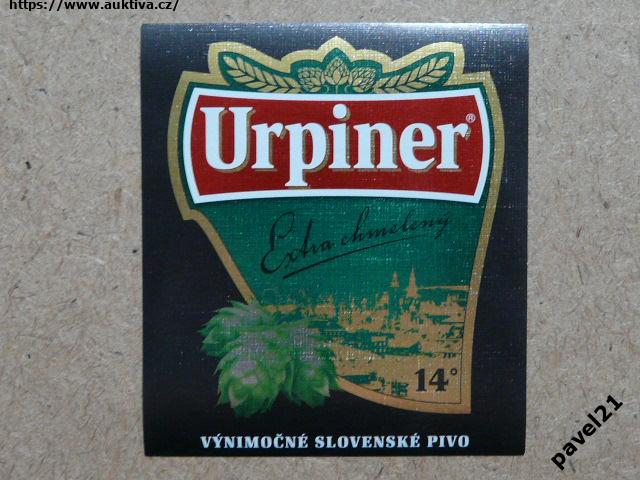 https://www.auktiva.cz/
Urpiner®
Extra chmelený
14°
VÝNIMOČNÉ SLOVENSKÉ PIVO
pavel21